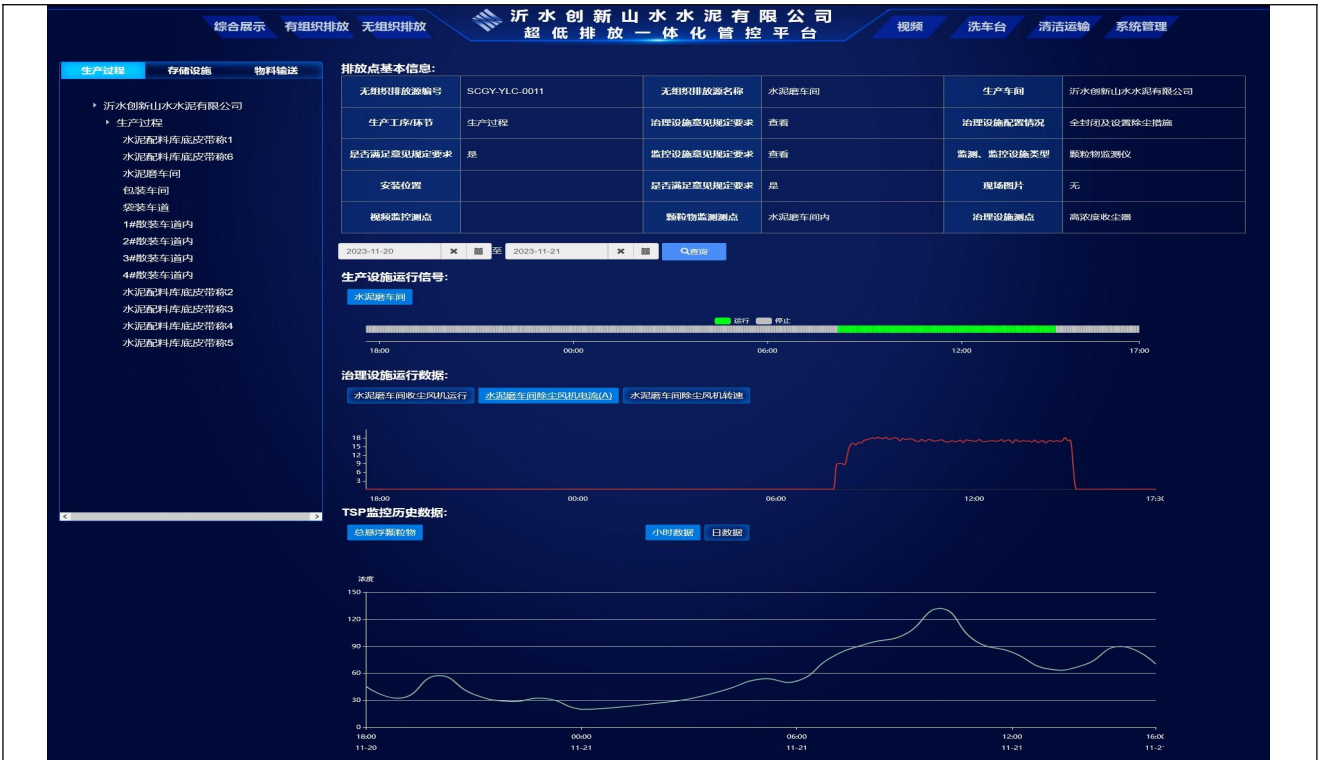 沂水创新山水水泥有限公司
超低排放一体化管控平台
综合展示 有组织排放 无组织排放
视频 洗车台 清洁运输 系统管理
生产过程 存储设施 物料输送
沂水创新山水水泥有限公司
生产过程
水泥配料库底皮带称1
水泥配料库底皮带称6
水泥磨车间
包装车间
袋装车道
1#散装车道内
2#散装车道内
3#散装车道内
4#散装车道内
水泥配料库底皮带称2
水泥配料库底皮带称3
水泥配料库底皮带称4
水泥配料库底皮带称5
排放点基本信息:
无组织排放源编号 SCGY-YLC-0011 无组织排放源名称 水泥磨车间 生产车间 沂水创新山水水泥有限公司
生产工序/环节 生产过程 治理设施意见规定要求 查看 治理设施配置情况 全封闭及设置除尘措施
是否满足意见规定要求 是 监控设施意见规定要求 查看 监测、监控设施类型 颗粒物监测仪
安装位置 是否满足意见规定要求 是 现场图片 无
视频监控测点 颗粒物监测测点 水泥磨车间内 治理设施测点 高浓度收尘器
2023-11-20 至 2023-11-21 查询
生产设施运行信号:
水泥磨车间
运行 停止
18:00 00:00 06:00 12:00 17:00
治理设施运行数据:
水泥磨车间收尘风机运行 水泥磨车间除尘风机电流(A) 水泥磨车间除尘风机转速
18
15
12
9
6
3
18:00 00:00 06:00 12:00 17:3(
TSP监控历史数据:
总悬浮颗粒物 小时数据 日数据
浓度
150
120
90
60
30
0
18:00 00:00 06:00 12:00 16:0(
11-20 11-21 11-21 11-21 11-2